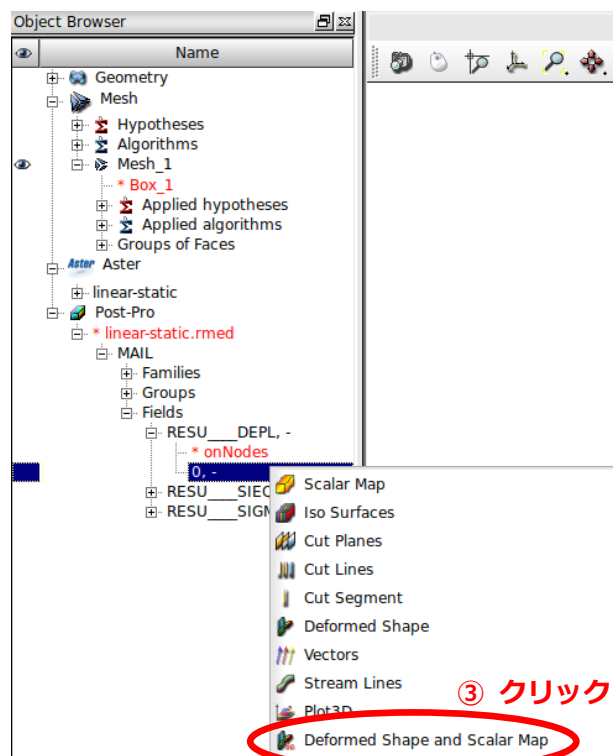 Object Browser
Name
Geometry
Mesh
Hypotheses
Algorithms
Mesh_1
* Box_1
Applied hypotheses
Applied algorithms
Groups of Faces
Aster Aster
linear-static
Post-Pro
* linear-static.rmed
MAIL
Families
Groups
Fields
RESU____DEPL, -
* onNodes
0, -
RESU____SIEQ
RESU____SIGM
Scalar Map
Iso Surfaces
Cut Planes
Cut Lines
Cut Segment
Deformed Shape
Vectors
Stream Lines
③ クリック
Plot3D
Deformed Shape and Scalar Map